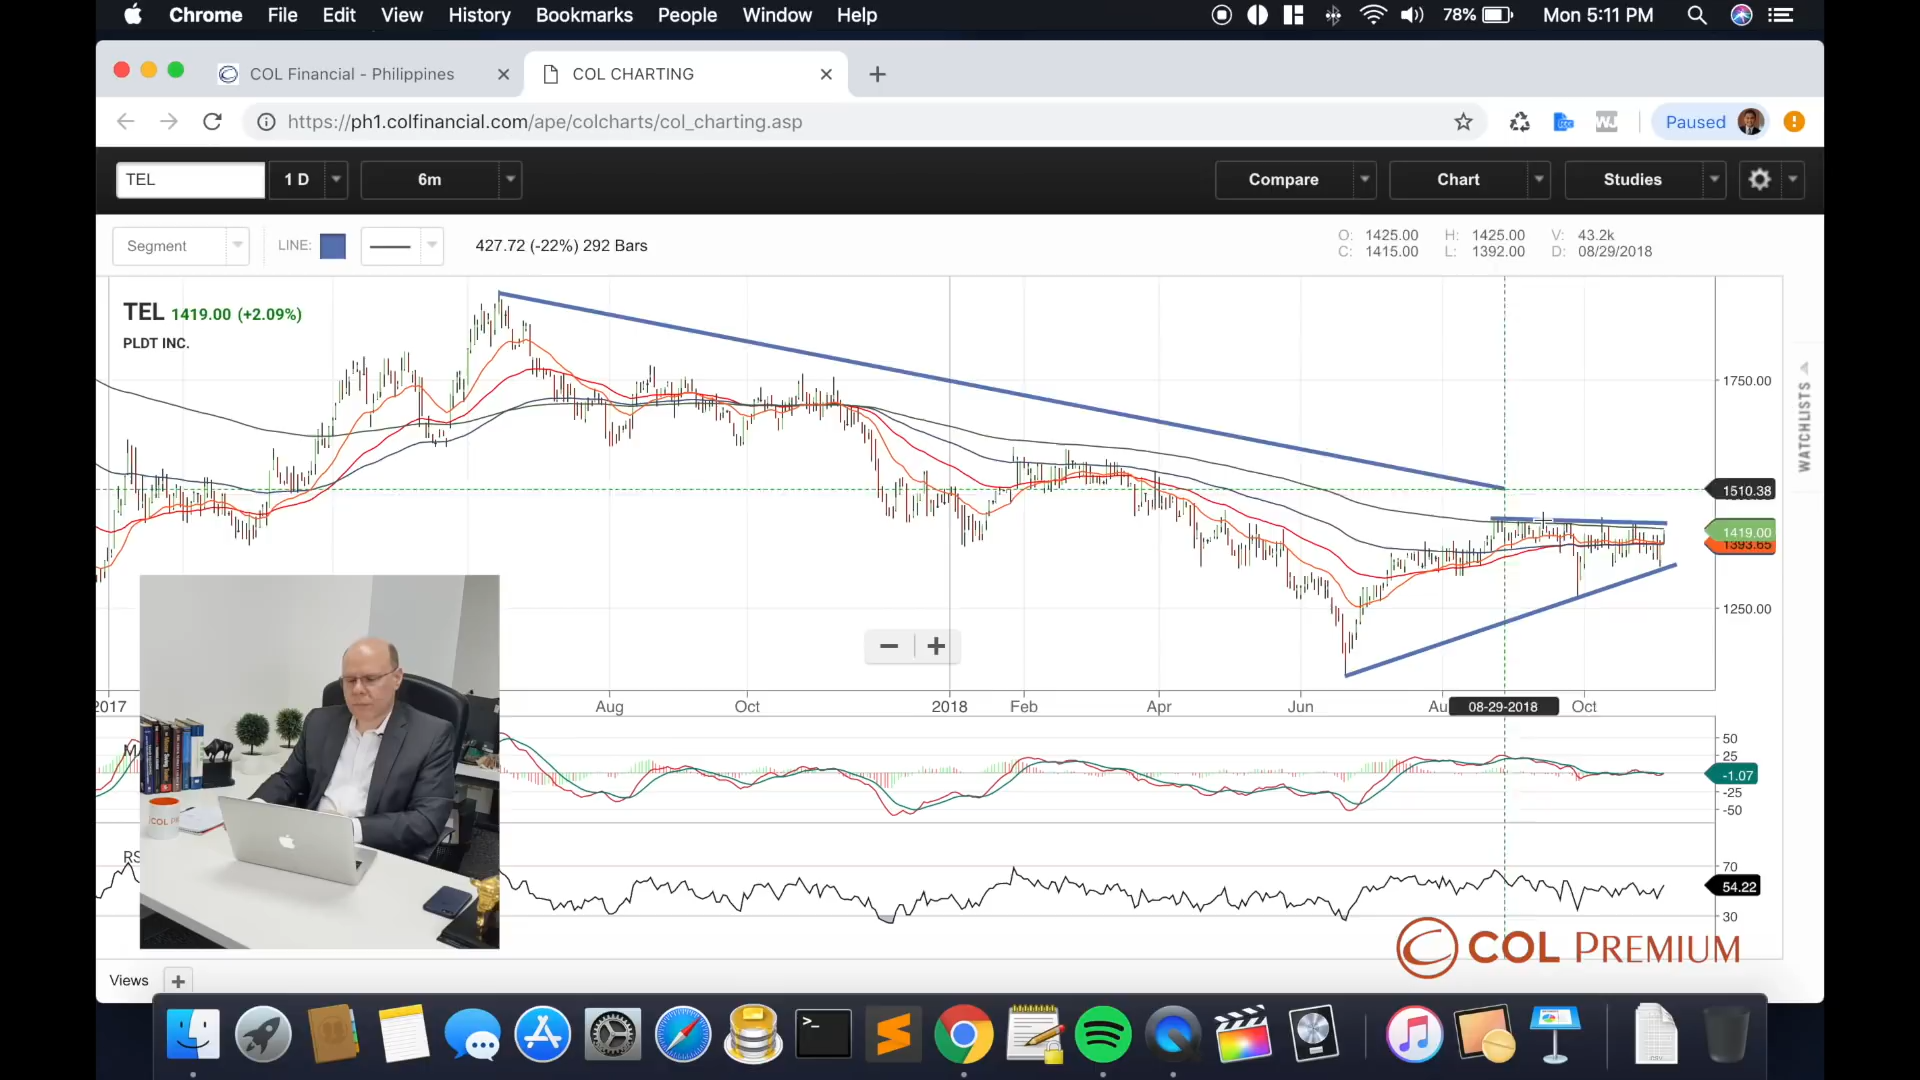 Chrome File Edit View History Bookmarks People Window Help 78% Mon 5:11 PM
COL Financial - Philippines COL CHARTING
https://ph1.colfinancial.com/ape/colcharts/col_charting.asp Paused
TEL 1 D 6m Compare Chart Studies
Segment LINE: 427.72 (-22%) 292 Bars
O: 1425.00 H: 1425.00 V: 43.2k
C: 1415.00 L: 1392.00 D: 08/29/2018
TEL 1419.00 (+2.09%)
PLDT INC.
1750.00
WATCHLISTS
1510.38
1419.00
1393.65
1250.00
2017 Aug Oct 2018 Feb Apr Jun Au 08-29-2018 Oct
50
25
-1.07
-25
-50
70
54.22
30
COL PREMIUM
Views